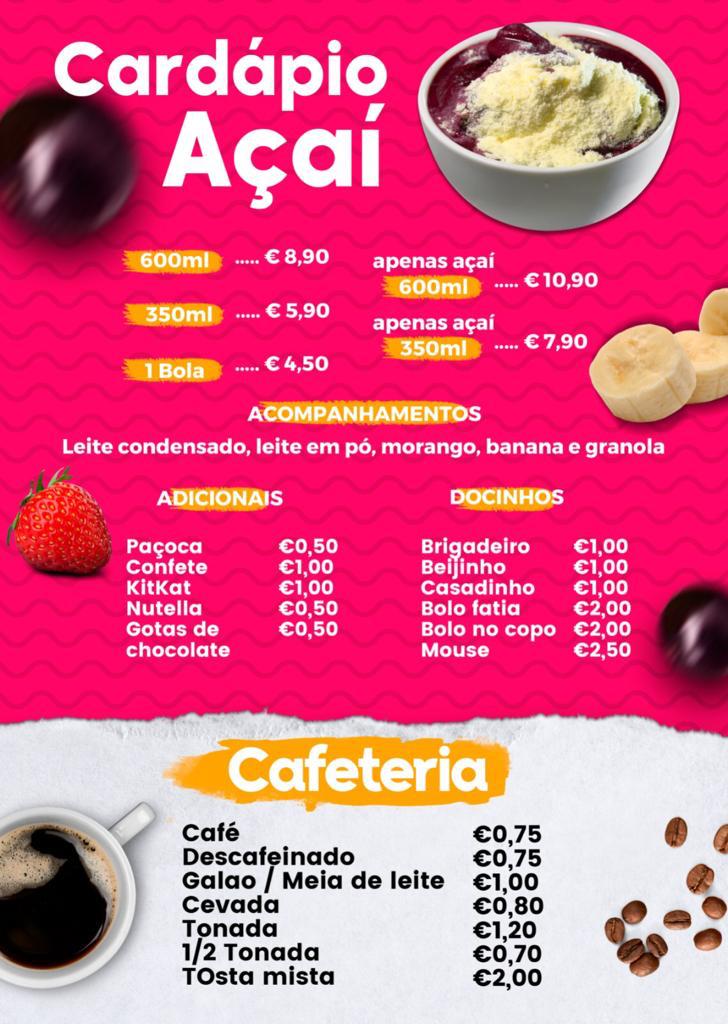 Cardápio
Açaí
600ml ..... € 8,90
350ml ..... € 5,90
1 Bola ..... € 4,50
apenas açaí
600ml ..... € 10,90
apenas açaí
350ml ..... € 7,90
ACOMPANHAMENTOS
Leite condensado, leite em pó, morango, banana e granola
ADICIONAIS
Paçoca €0,50
Confete €1,00
KitKat €1,00
Nutella €0,50
Gotas de €0,50
chocolate
DOCINHOS
Brigadeiro €1,00
Beijinho €1,00
Casadinho €1,00
Bolo fatia €2,00
Bolo no copo €2,00
Mouse €2,50
Cafeteria
Café €0,75
Descafeinado €0,75
Galao / Meia de leite €1,00
Cevada €0,80
Tonada €1,20
1/2 Tonada €0,70
TOsta mista €2,00